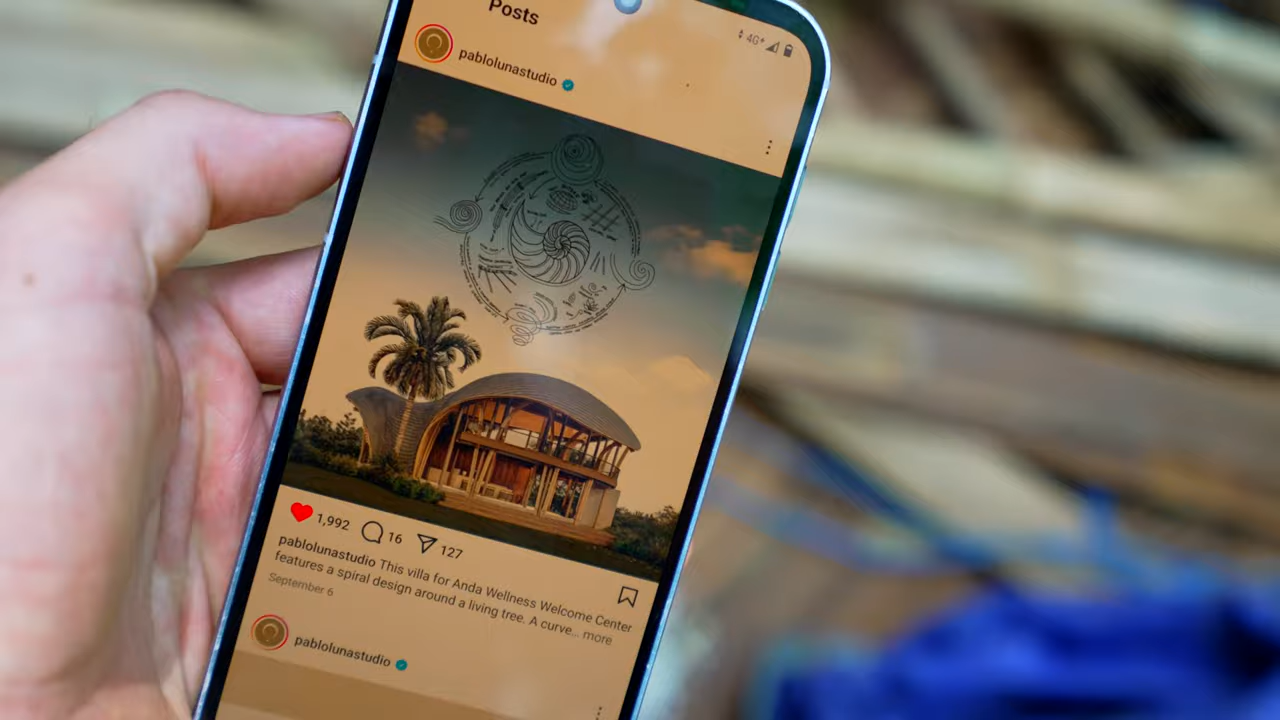 Posts
4G+
pablolunastudio
1,992 16 127
pablolunastudio This villa for Anda Wellness Welcome Center
features a spiral design around a living tree. A curve... more
September 6
pablolunastudio